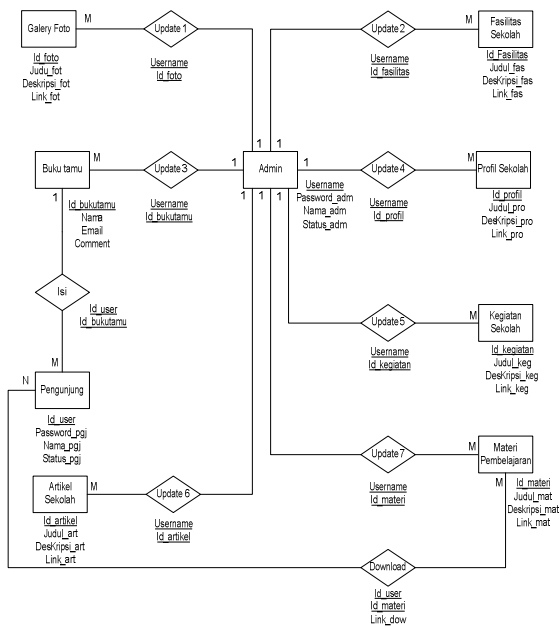 Galery Foto
M
Update 1
Id_foto
Judu_fot
Deskripsi_fot
Link_fot
Username
Id_foto
Update 2
M
Fasilitas
Sekolah
Username
Id_fasilitas
Id_Fasilitas
Judul_fas
DesKripsi_fas
Link_fas
1
1
Buku tamu
M
Update 3
1
Admin
1
Update 4
M
Profil Sekolah
1
Id_bukutamu
Nama
Email
Comment
Username
Id_bukutamu
1
1
1
Username
Password_adm
Nama_adm
Status_adm
Username
Id_profil
Id_profil
Judul_pro
DesKripsi_pro
Link_pro
Isi
Id_user
Id_bukutamu
Update 5
M
Kegiatan
Sekolah
Username
Id_kegiatan
Id_kegiatan
Judul_keg
DesKripsi_keg
Link_keg
M
N
Pengunjung
Id_user
Password_pgj
Nama_pgj
Status_pgj
Update 7
M
Materi
Pembelajaran
Username
Id_materi
M
Id_materi
Judul_mat
Deskripsi_mat
Link_mat
Artikel
Sekolah
M
Update 6
Id_artikel
Judul_art
DesKripsi_art
Link_art
Username
Id_artikel
Download
Id_user
Id_materi
Link_dow